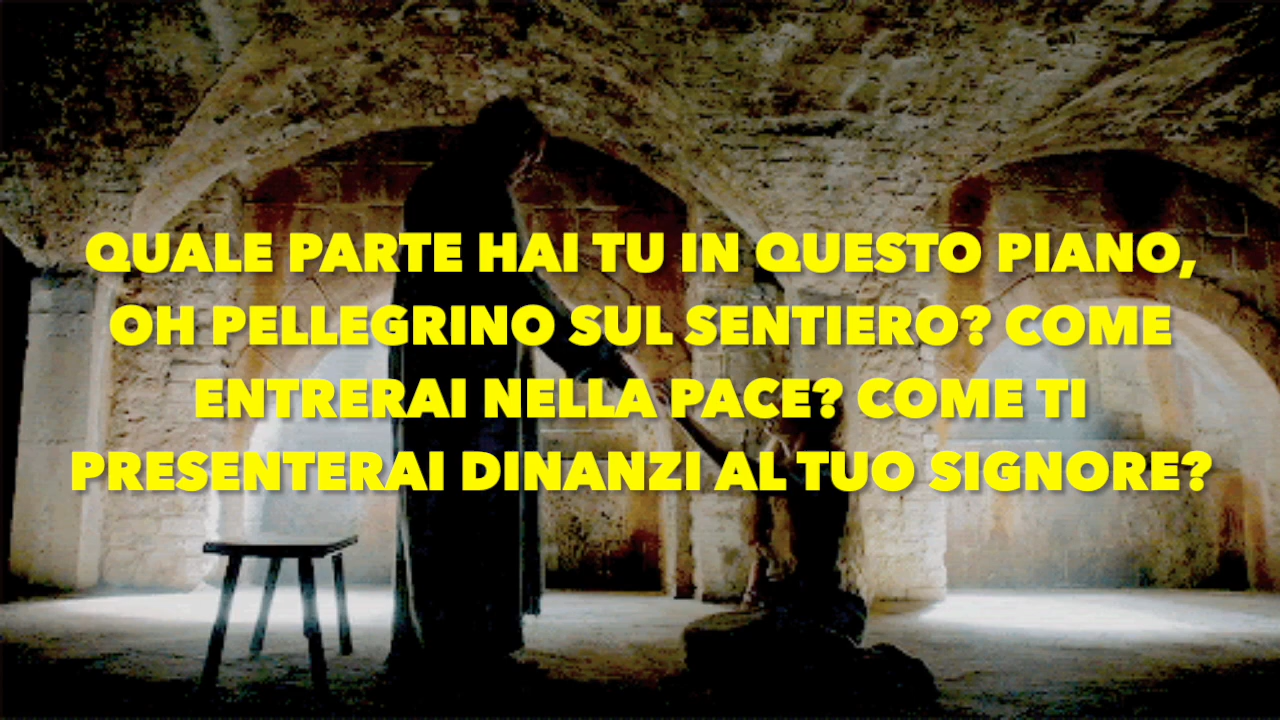 QUALE PARTE HAI TU IN QUESTO PIANO,
OH PELLEGRINO SUL SENTIERO? COME
ENTRERAI NELLA PACE? COME TI
PRESENTERAI DINANZI AL TUO SIGNORE?